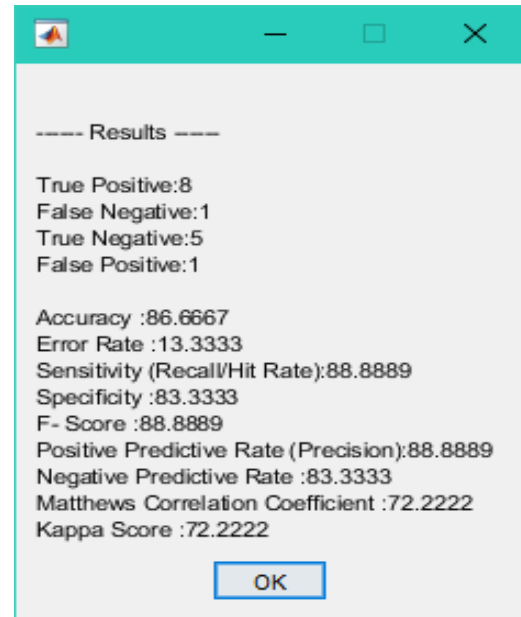 ------ Results ------
True Positive:8
False Negative:1
True Negative:5
False Positive:1
Accuracy :86.6667
Error Rate :13.3333
Sensitivity (Recall/Hit Rate):88.8889
Specificity :83.3333
F- Score :88.8889
Positive Predictive Rate (Precision):88.8889
Negative Predictive Rate :83.3333
Matthews Correlation Coefficient :72.2222
Kappa Score :72.2222
OK